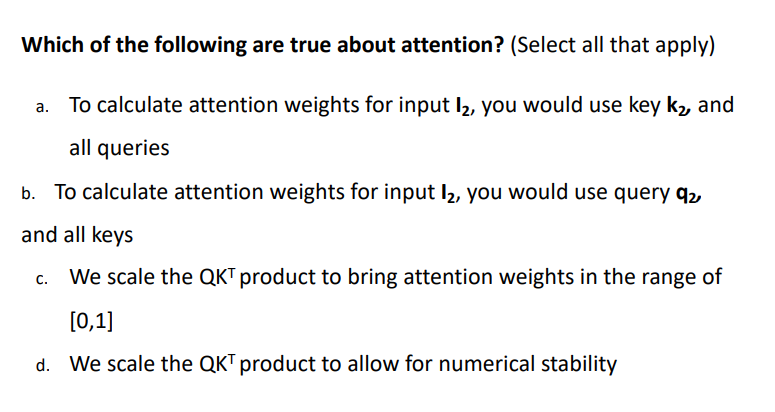 Which of the following are true about attention? (Select all that apply)
a. To calculate attention weights for input I₂, you would use key k₂, and
all queries
b. To calculate attention weights for input I₂, you would use query q₂,
and all keys
c. We scale the QKᵀ product to bring attention weights in the range of
[0,1]
d. We scale the QKᵀ product to allow for numerical stability